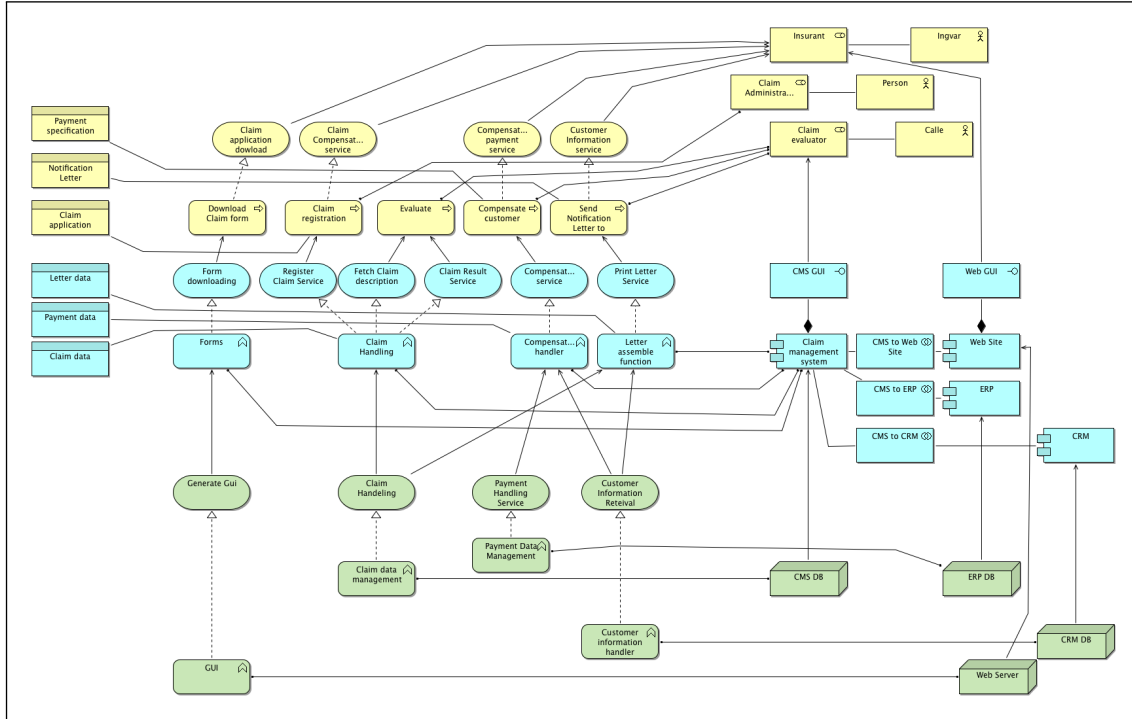 Insurant
Ingvar
Claim
Administra...
Person
Payment
specification
Claim
application
dowload
Claim
Compensat...
service
Compensat...
payment
service
Customer
Information
service
Claim
evaluator
Calle
Notification
Letter
Claim
application
Download
Claim form
Claim
registration
Evaluate
Compensate
customer
Send
Notification
Letter to
Letter data
Form
downloading
Register
Claim Service
Fetch Claim
description
Claim Result
Service
Compensat...
service
Print Letter
Service
CMS GUI
Web GUI
Payment data
Claim data
Forms
Claim
Handling
Compensat...
handler
Letter
assemble
function
Claim
management
system
CMS to Web
Site
Web Site
CMS to ERP
ERP
CMS to CRM
CRM
Generate Gui
Claim
Handeling
Payment
Handling
Service
Customer
Information
Reteival
Payment Data
Management
Claim data
management
CMS DB
ERP DB
Customer
information
handler
CRM DB
GUI
Web Server